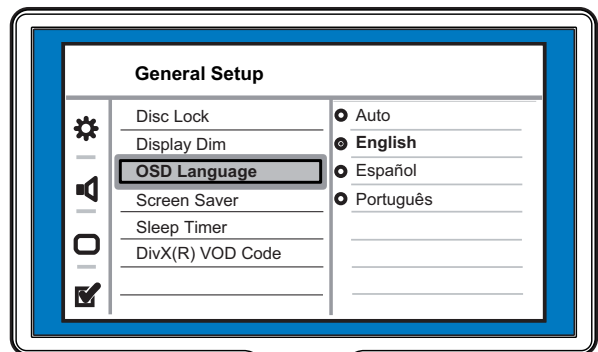 General Setup
Disc Lock
Display Dim
OSD Language
Screen Saver
Sleep Timer
DivX(R) VOD Code
Auto
English
Español
Português